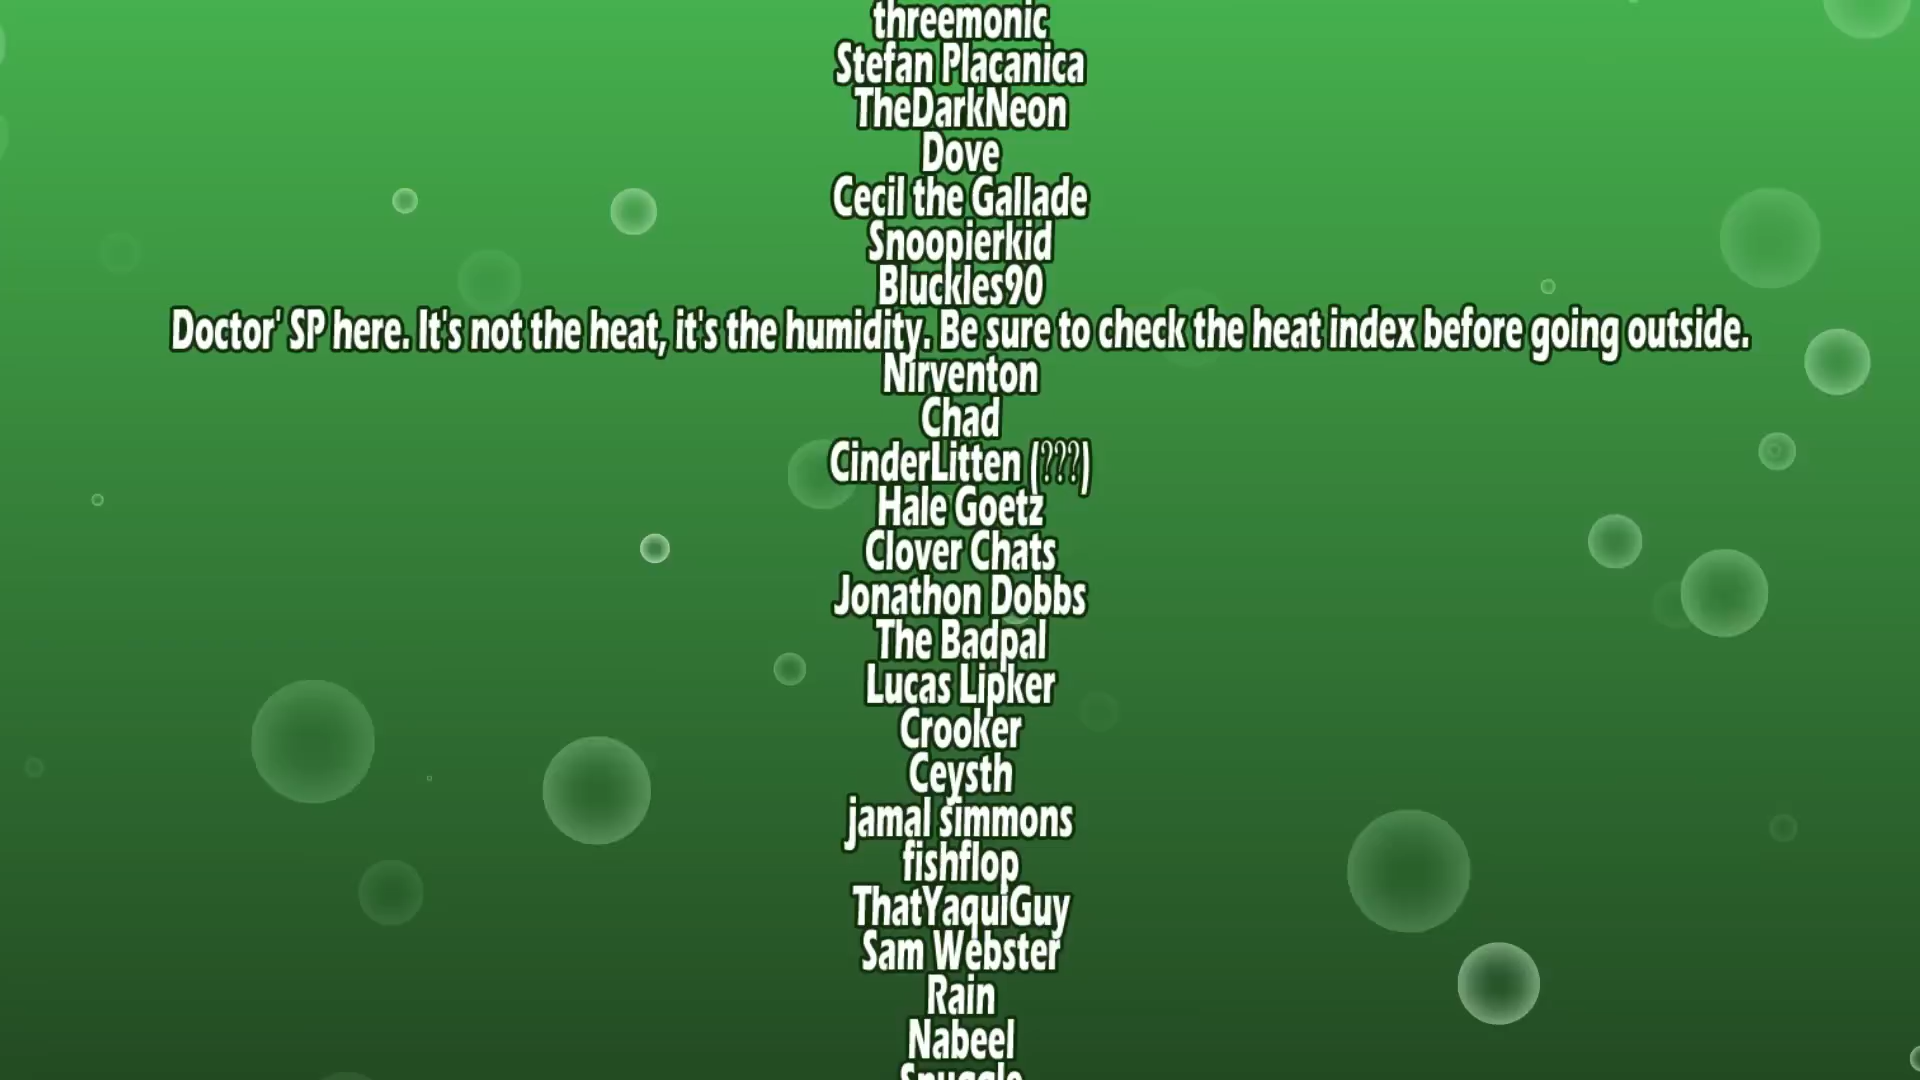 threemonic
Stefan Placanica
TheDarkNeon
Dove
Cecil the Gallade
Snoopierkid
Bluckles90
Doctor' SP here. It's not the heat, it's the humidity. Be sure to check the heat index before going outside.
Nirventon
Chad
CinderLitten (???)
Hale Goetz
Clover Chats
Jonathon Dobbs
The Badpal
Lucas Lipker
Crooker
Ceysth
jamal simmons
fishflop
ThatYaquiGuy
Sam Webster
Rain
Nabeel
Snuggle